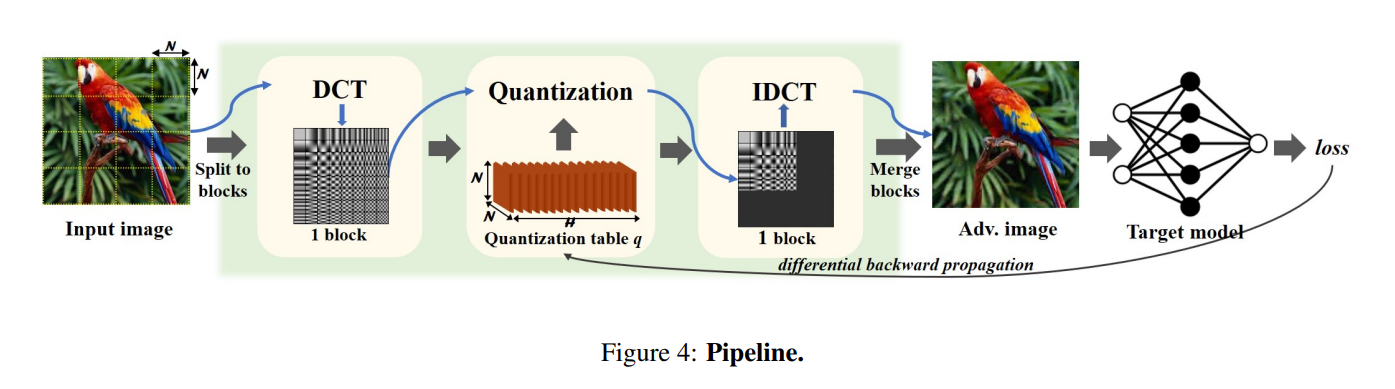 N
N
Split to
blocks
Input image
DCT
1 block
Quantization
N
N
H
Quantization table q
IDCT
1 block
Merge
blocks
Adv. image
Target model
loss
differential backward propagation
Figure 4: Pipeline.